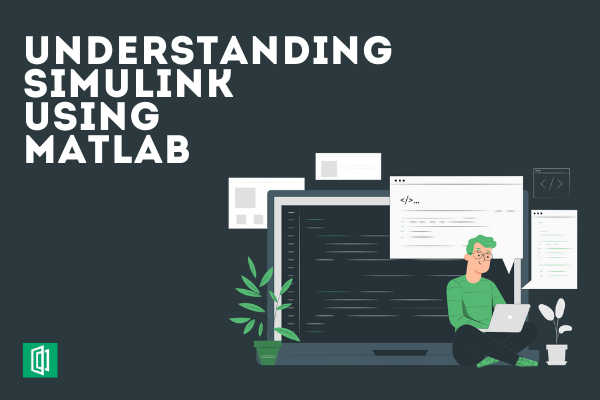 UNDERSTANDING
SIMULINK
USING
MATLAB
</>...
</>